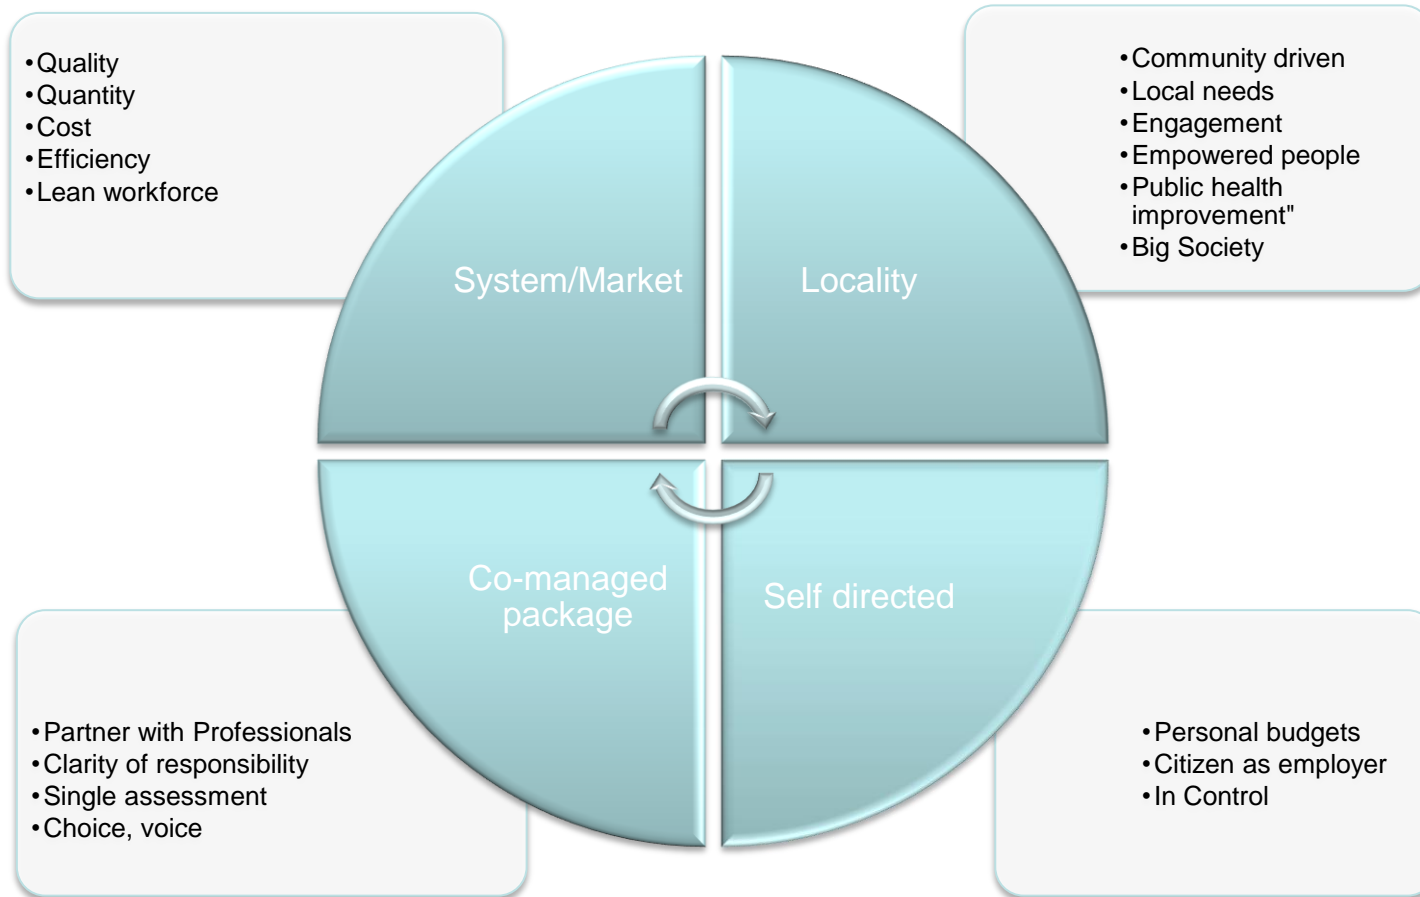 •Quality
•Quantity
•Cost
•Efficiency
•Lean workforce
•Community driven
•Local needs
•Engagement
•Empowered people
•Public health
improvement"
•Big Society
System/Market
Locality
Co-managed
package
Self directed
•Partner with Professionals
•Clarity of responsibility
•Single assessment
•Choice, voice
•Personal budgets
•Citizen as employer
•In Control